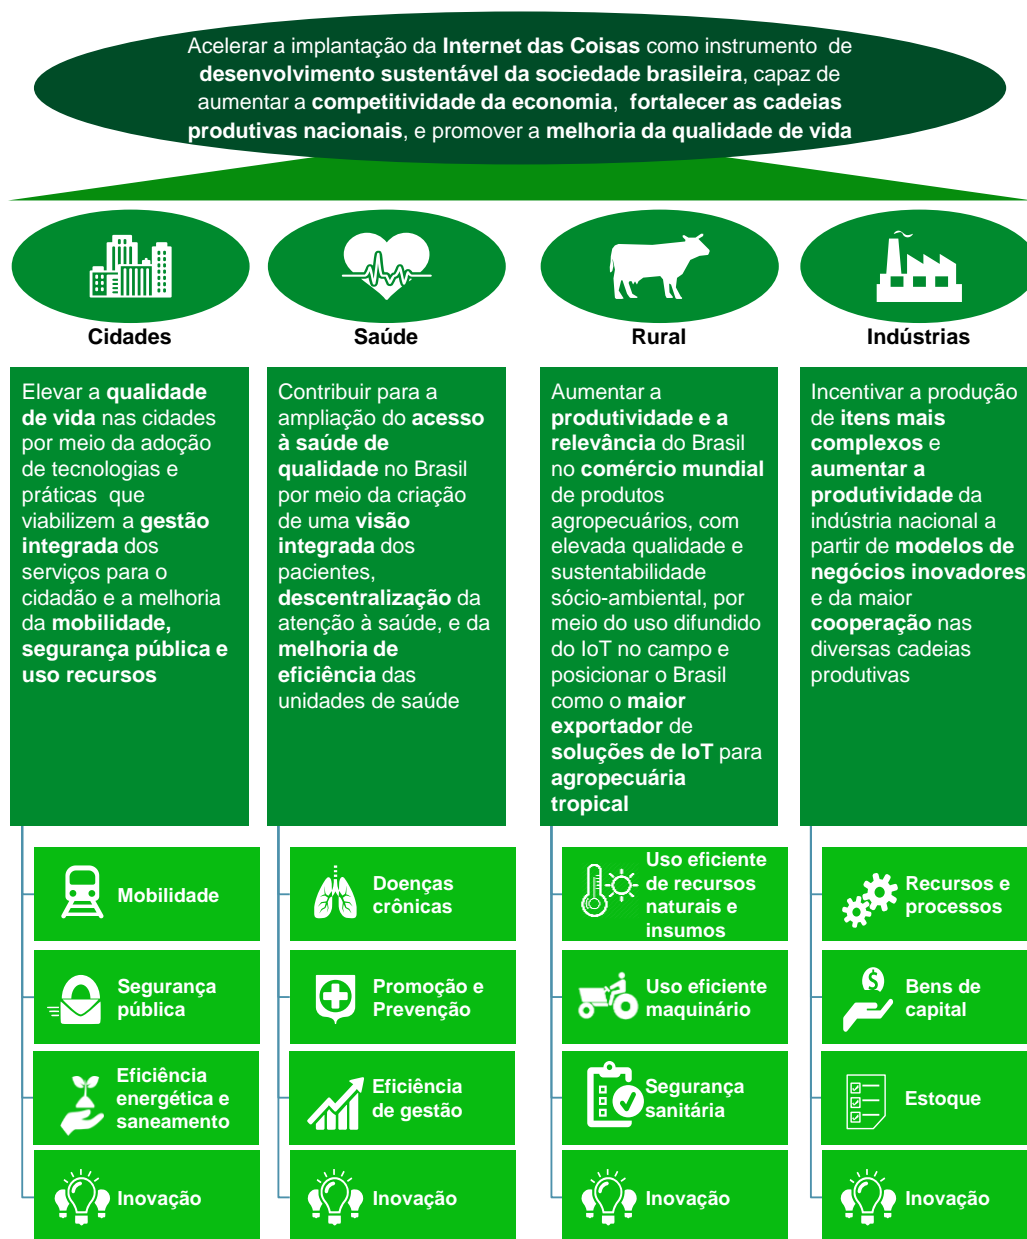 Acelerar a implantação da Internet das Coisas como instrumento de
desenvolvimento sustentável da sociedade brasileira, capaz de
aumentar a competitividade da economia, fortalecer as cadeias
produtivas nacionais, e promover a melhoria da qualidade de vida
Cidades
Elevar a qualidade
de vida nas cidades
por meio da adoção
de tecnologias e
práticas que
viabilizem a gestão
integrada dos
serviços para o
cidadão e a melhoria
da mobilidade,
segurança pública e
uso recursos
Mobilidade
Segurança
pública
Eficiência
energética e
saneamento
Inovação
Saúde
Contribuir para a
ampliação do acesso
à saúde de
qualidade no Brasil
por meio da criação
de uma visão
integrada dos
pacientes,
descentralização da
atenção à saúde, e da
melhoria de
eficiência das
unidades de saúde
Doenças
crônicas
Promoção e
Prevenção
Eficiência
de gestão
Inovação
Rural
Aumentar a
produtividade e a
relevância do Brasil
no comércio mundial
de produtos
agropecuários, com
elevada qualidade e
sustentabilidade
sócio-ambiental, por
meio do uso difundido
do IoT no campo e
posicionar o Brasil
como o maior
exportador de
soluções de IoT para
agropecuária
tropical
Uso eficiente
de recursos
naturais e
insumos
Uso eficiente
maquinário
Segurança
sanitária
Inovação
Indústrias
Incentivar a produção
de itens mais
complexos e
aumentar a
produtividade da
indústria nacional a
partir de modelos de
negócios inovadores
e da maior
cooperação nas
diversas cadeias
produtivas
Recursos e
processos
$
Bens de
capital
Estoque
Inovação